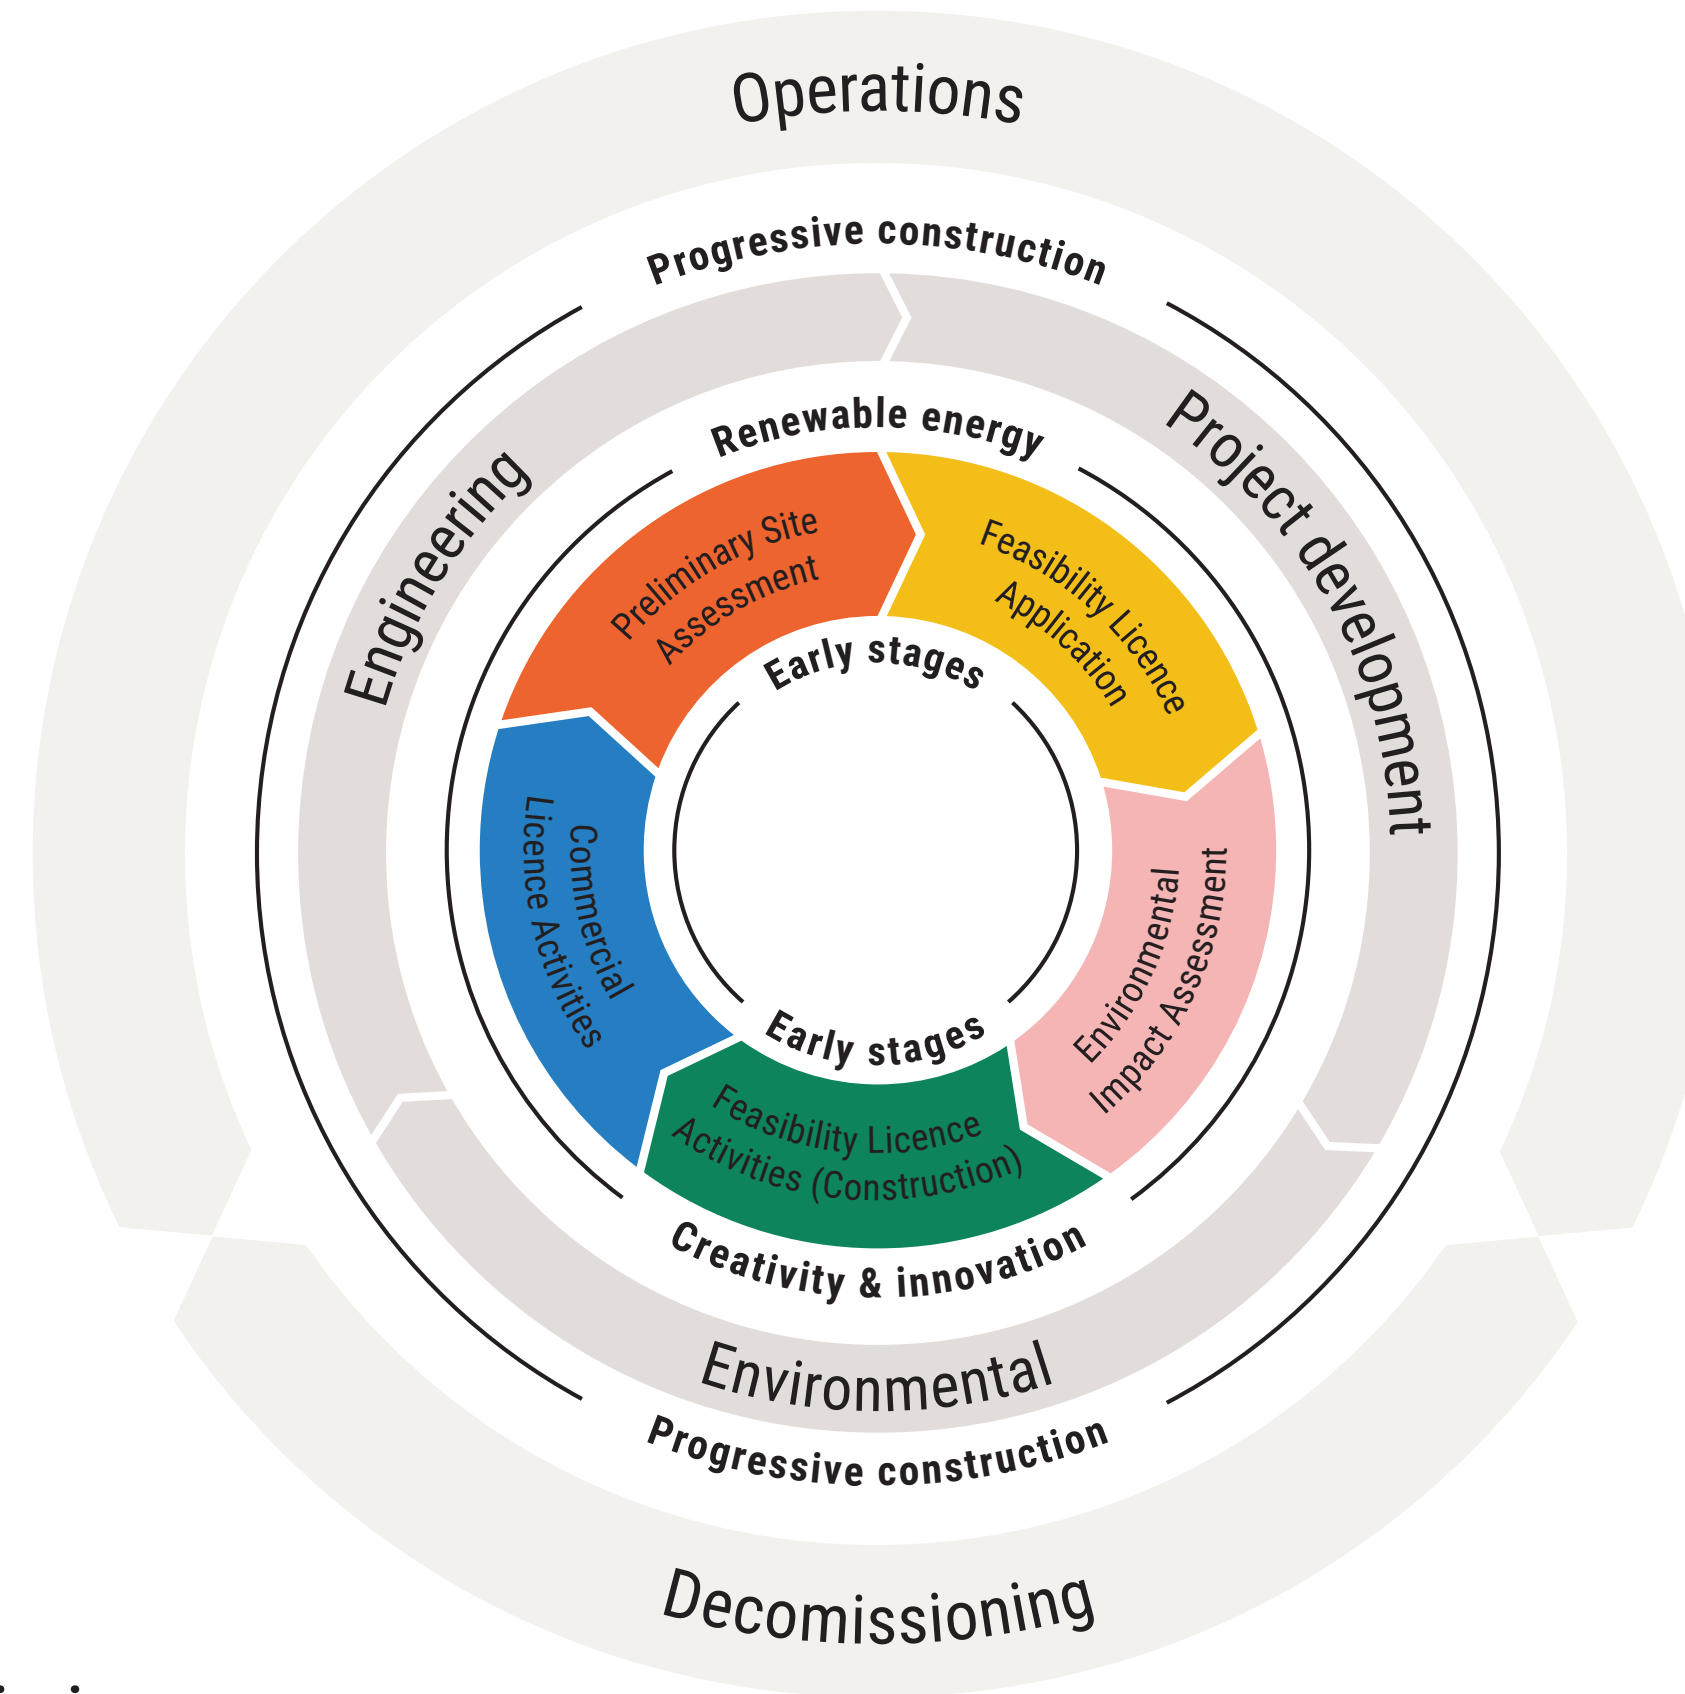 Operations
Progressive construction
Engineering
Project development
Renewable energy
Preliminary Site
Assessment
Feasibility Licence
Application
Early stages
Commercial
Licence Activities
Environmental
Impact Assessment
Early stages
Feasibility Licence
Activities (Construction)
Creativity & innovation
Environmental
Progressive construction
Decomissioning